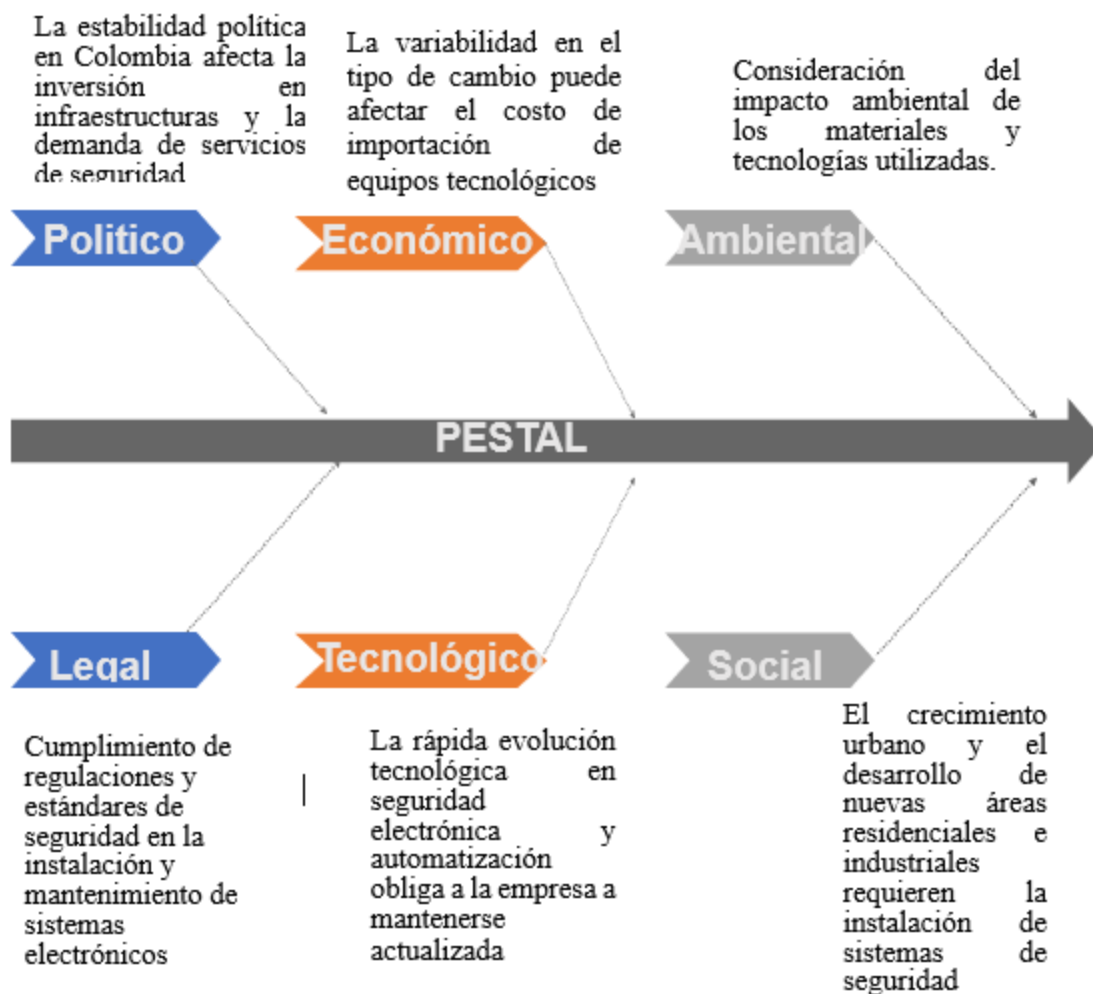 La estabilidad política
en Colombia afecta la
inversión en
infraestructuras y la
demanda de servicios
de seguridad
La variabilidad en el
tipo de cambio puede
afectar el costo de
importación de
equipos tecnológicos
Consideración del
impacto ambiental de
los materiales y
tecnologías utilizadas.
Politico
Económico
Ambiental
PESTAL
Legal
Tecnológico
Social
Cumplimiento de
regulaciones y
estándares de
seguridad en la
instalación y
mantenimiento de
sistemas
electrónicos
La rápida evolución
tecnológica en
seguridad
electrónica y
automatización
obliga a la empresa a
mantenerse
actualizada
El crecimiento
urbano y el
desarrollo de
nuevas áreas
residenciales e
industriales
requieren la
instalación de
sistemas de
seguridad